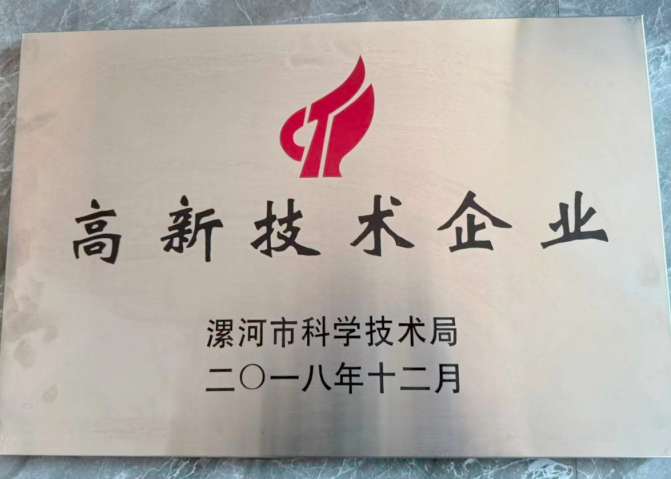 高新技术企业
漯河市科学技术局
二〇一八年十二月